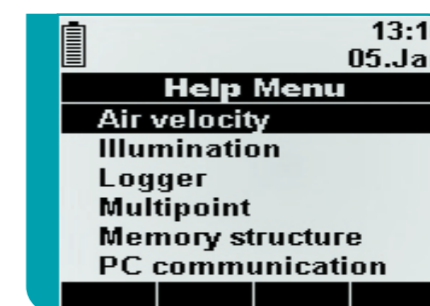 13:1
05.Ja
Help Menu
Air velocity
Illumination
Logger
Multipoint
Memory structure
PC communication